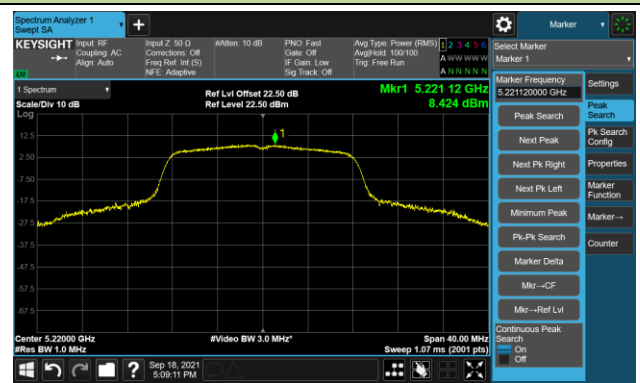 Spectrum Analyzer 1
Swept SA
+
Marker
KEYSIGHT
Input: RF
Coupling: AC
Align: Auto
Input Z: 50 Ω
Corrections: Off
Freq Ref: Int (S)
NFE: Adaptive
#Atten: 10 dB
PNO: Fast
Gate: Off
IF Gain: Low
Sig Track: Off
Avg Type: Power (RMS)
Avg|Hold: 100/100
Trig: Free Run
1 2 3 4 5 6
A WW WW W
A N N N N N
LXI
Select Marker
Marker 1
1 Spectrum
Scale/Div 10 dB
Log
Ref Lvl Offset 22.50 dB
Ref Level 22.50 dBm
Mkr1 5.221 12 GHz
8.424 dBm
1
12.5
2.50
-7.50
-17.5
-27.5
-37.5
-47.5
-57.5
-67.5
Center 5.22000 GHz
#Res BW 1.0 MHz
#Video BW 3.0 MHz*
Span 40.00 MHz
Sweep 1.07 ms (2001 pts)
Marker Frequency
5.221120000 GHz
Peak Search
Next Peak
Next Pk Right
Next Pk Left
Minimum Peak
Pk-Pk Search
Marker Delta
Mkr→CF
Mkr→Ref Lvl
Continuous Peak
Search
On
Off
Settings
Peak
Search
Pk Search
Config
Properties
Marker
Function
Marker→
Counter
?
Sep 18, 2021
5:09:11 PM